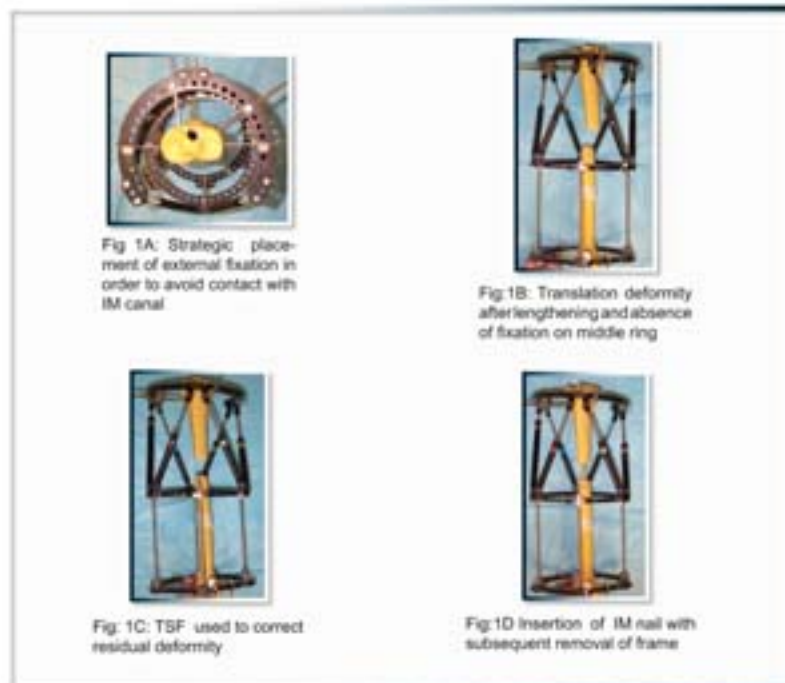 Fig 1A: Strategic place-
ment of external fixation in
order to avoid contact with
IM canal
Fig:1B: Translation deformity
after lengthening and absence
of fixation on middle ring
Fig: 1C: TSF used to correct
residual deformity
Fig:1D Insertion of IM nail with
subsequent removal of frame